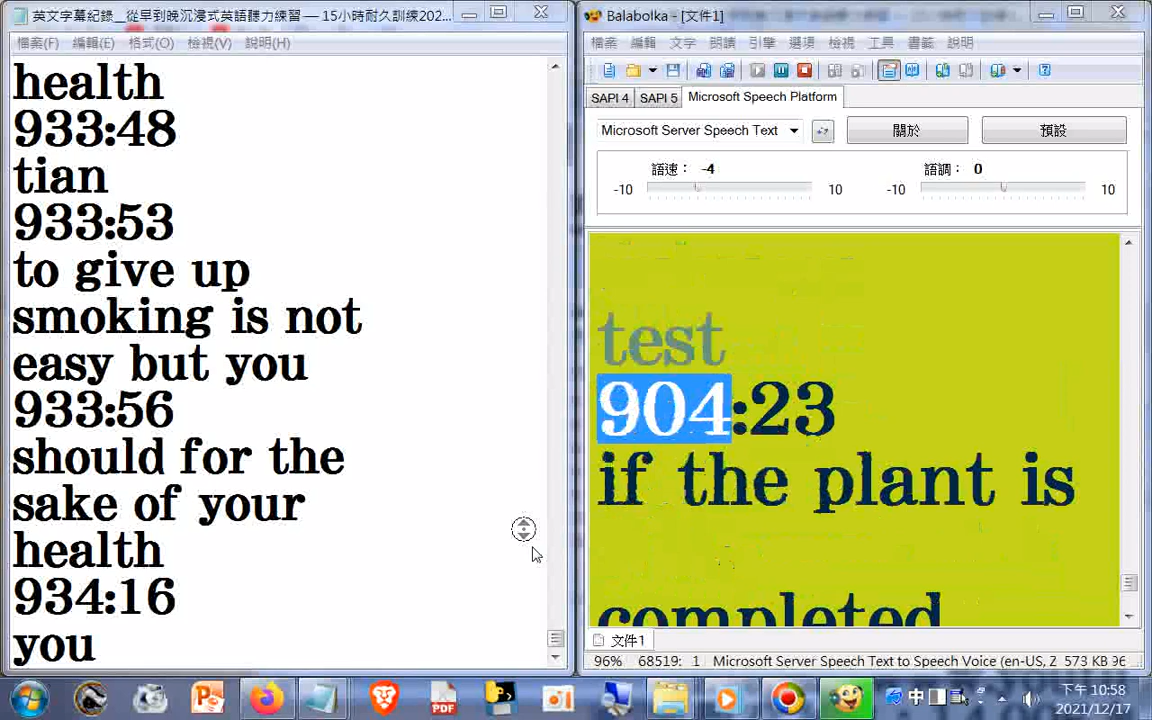 英文字幕紀錄__從早到晚沉浸式英語聽力練習 — 15小時耐久訓練202...
檔案(F) 編輯(E) 格式(O) 檢視(V) 說明(H)
health
933:48
tian
933:53
to give up
smoking is not
easy but you
933:56
should for the
sake of your
health
934:16
you
Balabolka - [文件1]
檔案 編輯 文字 朗讀 引擎 選項 檢視 工具 書籤 說明
SAPI 4 SAPI 5 Microsoft Speech Platform
Microsoft Server Speech Text 關於 預設
語速: -4 語調: 0
-10 10 -10 10
test
904:23
if the plant is
completed
文件1
96% 68519: 1 Microsoft Server Speech Text to Speech Voice (en-US, 2 573 KB 96
PDF
中
下午 10:58
2021/12/17